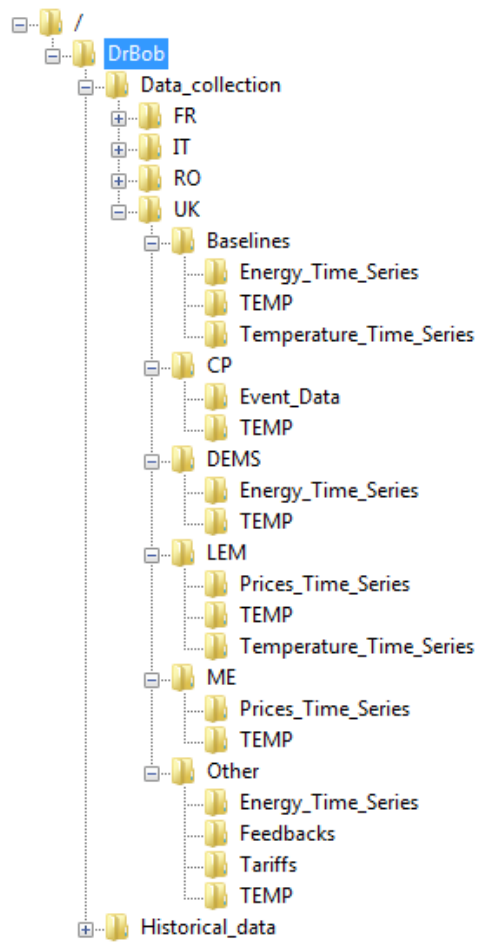 /
DrBob
Data_collection
FR
IT
RO
UK
Baselines
Energy_Time_Series
TEMP
Temperature_Time_Series
CP
Event_Data
TEMP
DEMS
Energy_Time_Series
TEMP
LEM
Prices_Time_Series
TEMP
Temperature_Time_Series
ME
Prices_Time_Series
TEMP
Other
Energy_Time_Series
Feedbacks
Tariffs
TEMP
Historical_data